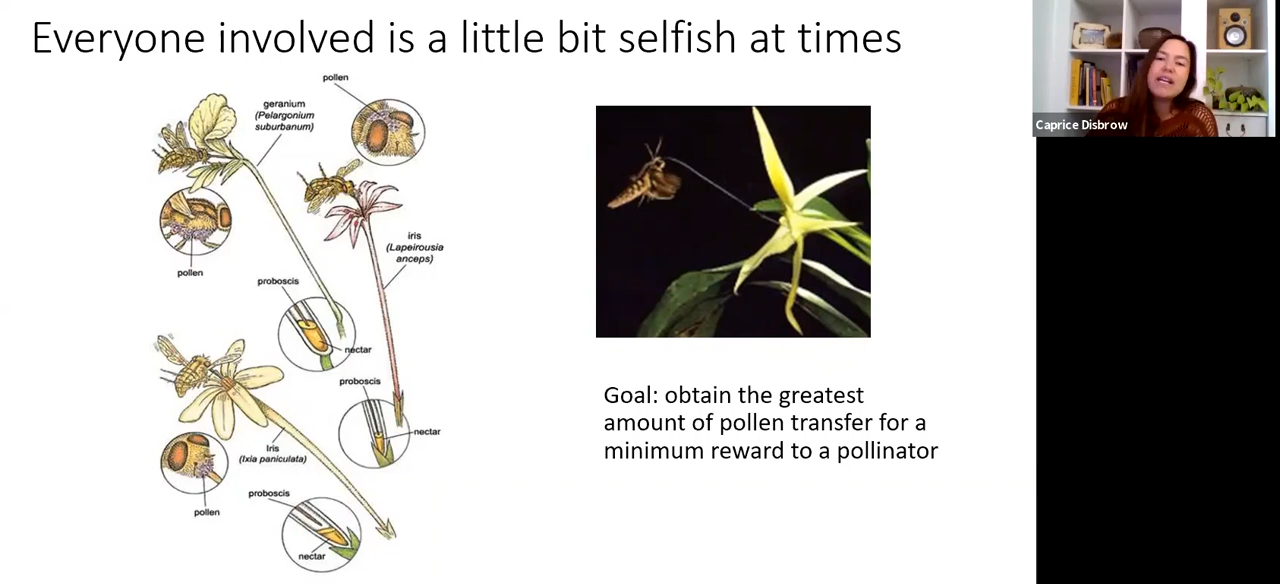 Everyone involved is a little bit selfish at times
pollen
geranium
(Pelargonium
suburbanum)
pollen
iris
(Lapeirousia
anceps)
proboscis
nectar
proboscis
nectar
Iris
(Ixia paniculata)
pollen
proboscis
nectar
Goal: obtain the greatest
amount of pollen transfer for a
minimum reward to a pollinator
Caprice Disbrow